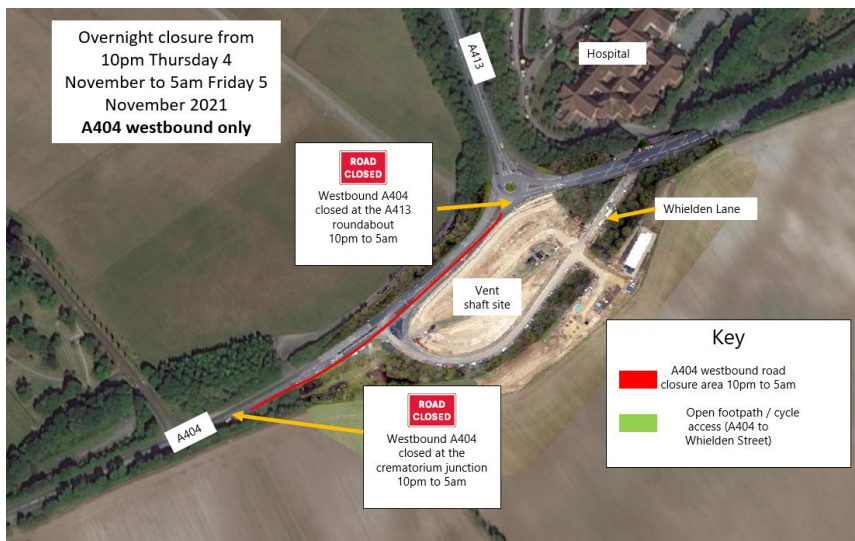 Overnight closure from
10pm Thursday 4
November to 5am Friday 5
November 2021
A404 westbound only
A413
Hospital
ROAD
CLOSED
Westbound A404
closed at the A413
roundabout
10pm to 5am
Whielden Lane
Vent
shaft site
Key
A404 westbound road
closure area 10pm to 5am
Open footpath / cycle
access (A404 to
Whielden Street)
ROAD
CLOSED
Westbound A404
closed at the
crematorium junction
10pm to 5am
A404